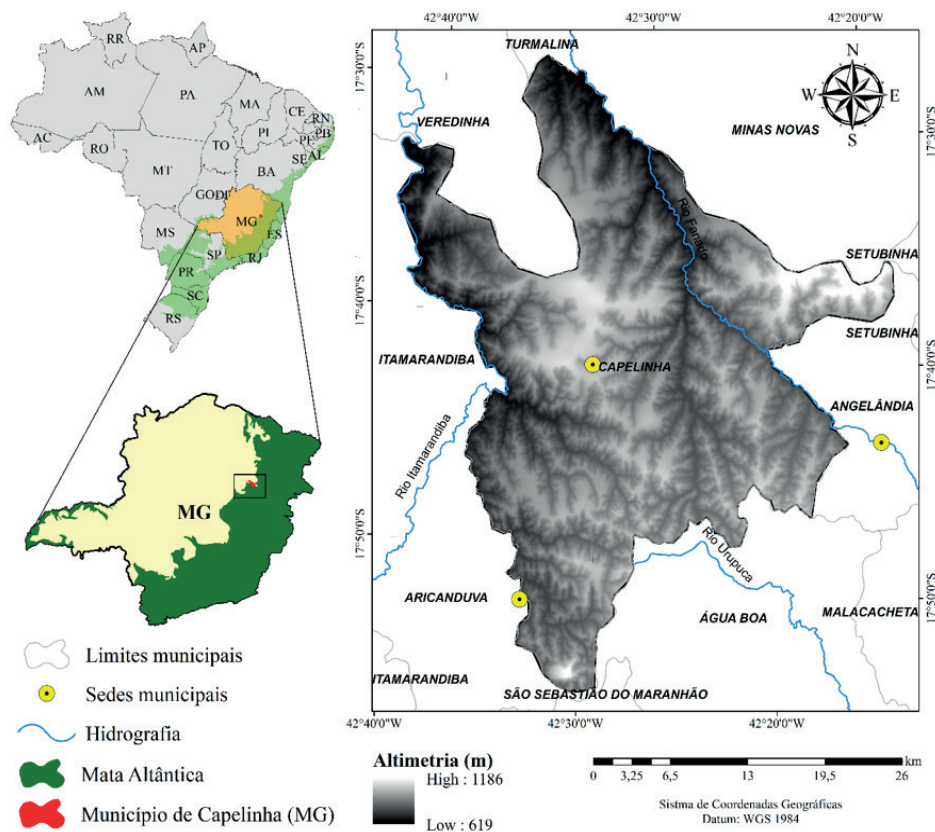 RR
AP
AM
PA
MA
CE
RN
PB
PE
AL
SE
PI
AC
RO
TO
MT
BA
GO
DF
MG
ES
MS
SP
RJ
PR
SC
RS
MG
Limites municipais
Sedes municipais
Hidrografia
Mata Altântica
Município de Capelinha (MG)
42°40'0"W
42°30'0"W
42°20'0"W
17°30'0"S
17°40'0"S
17°50'0"S
17°30'0"S
17°40'0"S
17°50'0"S
TURMALINA
N
W
E
S
VEREDINHA
MINAS NOVAS
Rio Fanado
SETUBINHA
SETUBINHA
ITAMARANDIBA
CAPELINHA
ANGELÂNDIA
Rio Itamarandiba
Rio Urupuca
ARICANDUVA
ÁGUA BOA
MALACACHETA
ITAMARANDIBA
SÃO SEBASTIÃO DO MARANHÃO
42°40'0"W
42°30'0"W
42°20'0"W
Altimetria (m)
High : 1186
Low : 619
km
0 3,25 6,5 13 19,5 26
Sistma de Coordenadas Geográficas
Datum: WGS 1984